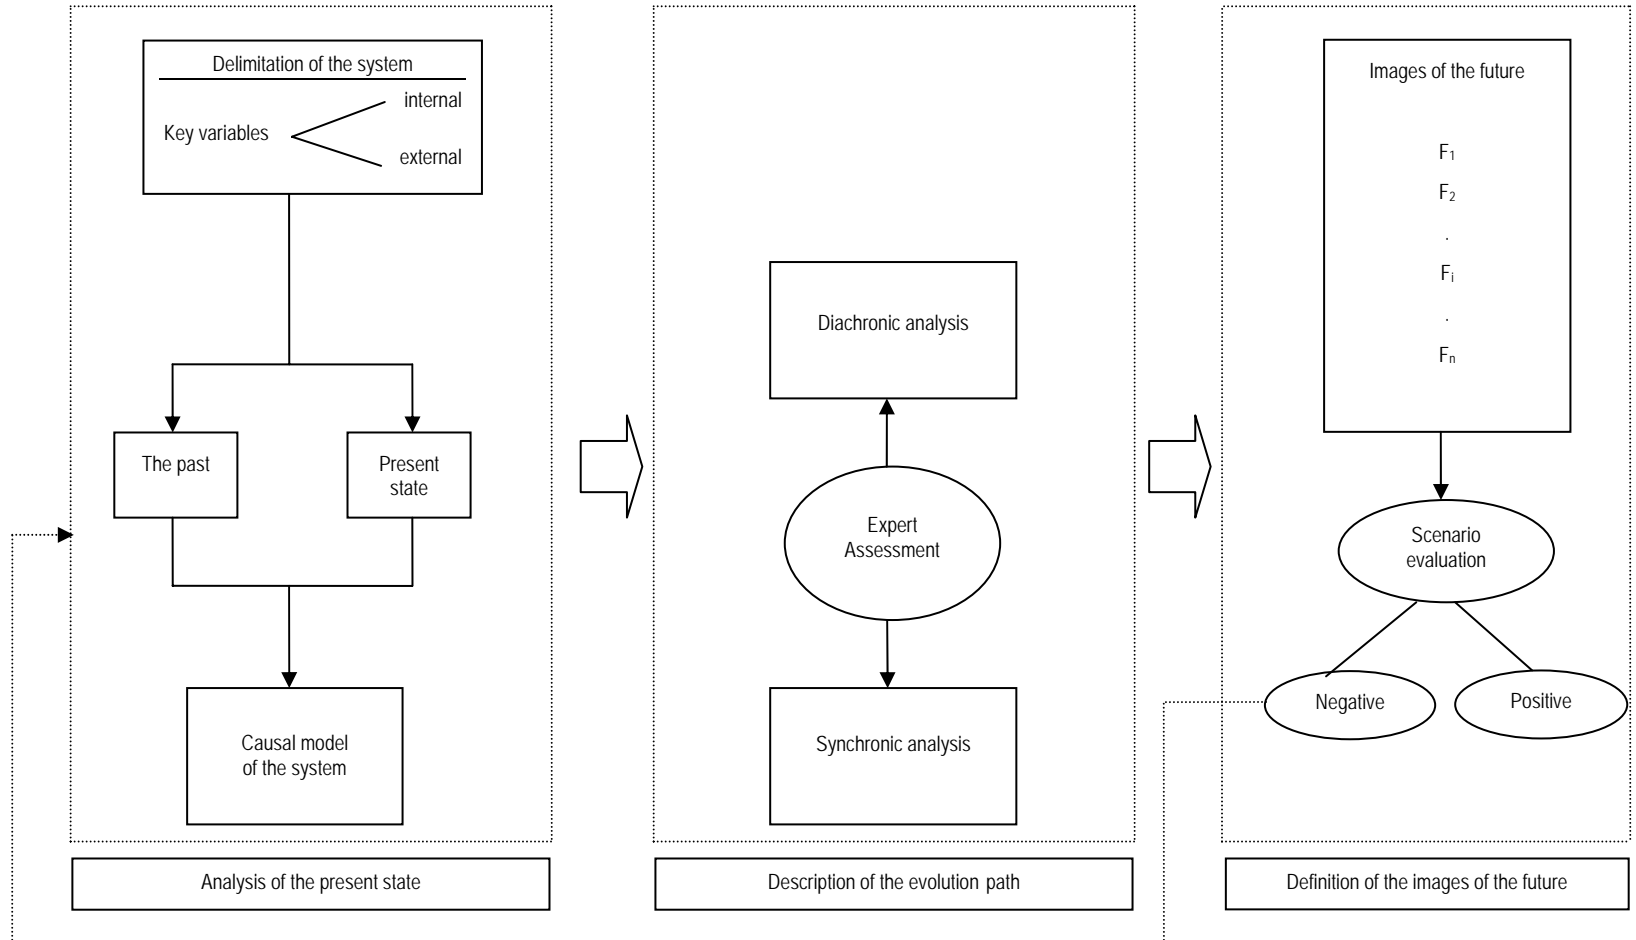 Delimitation of the system
internal
Key variables
external
The past
Present
state
Causal model
of the system
Analysis of the present state
Diachronic analysis
Expert
Assessment
Synchronic analysis
Description of the evolution path
Images of the future
F1
F2
.
Fi
.
Fn
Scenario
evaluation
Negative
Positive
Definition of the images of the future